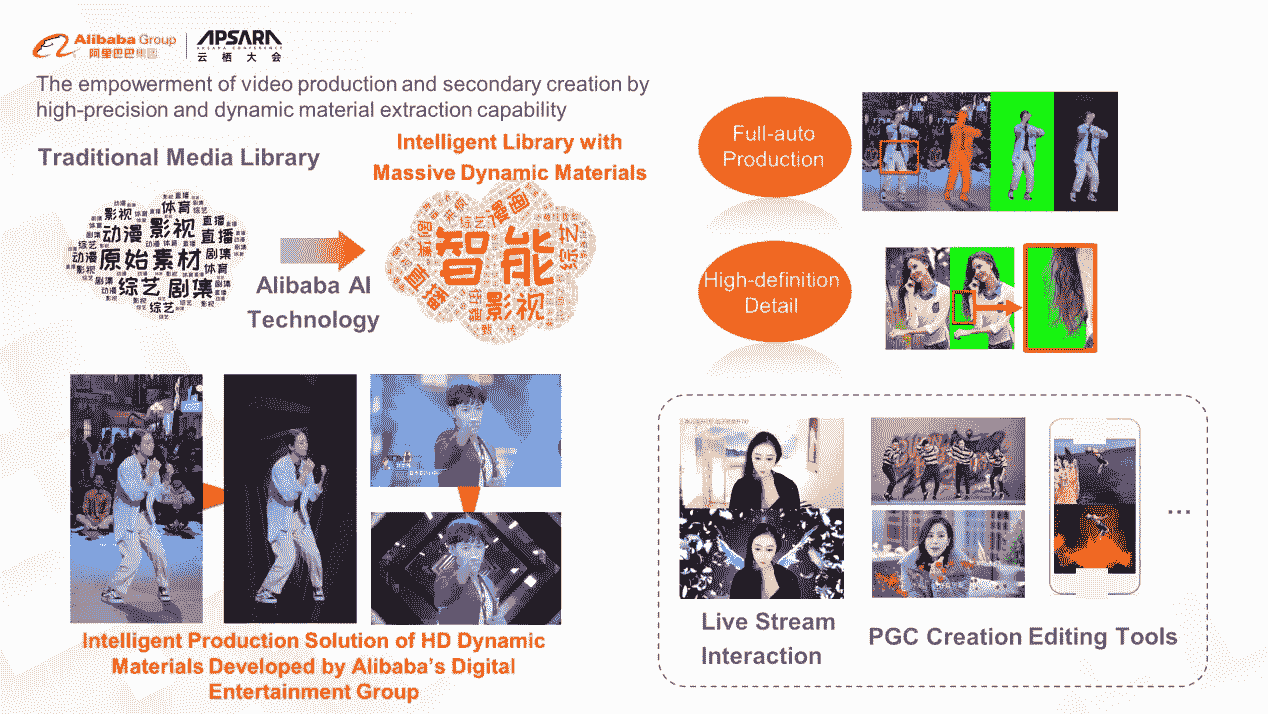 Alibaba Group
阿里巴巴集团
APSARA
云栖大会
The empowerment of video production and secondary creation by
high-precision and dynamic material extraction capability
Traditional Media Library
Intelligent Library with
Massive Dynamic Materials
影视 体育
动漫 影视 直播
综艺 直播
动漫 原始素材 剧集
体育
综艺 剧集
综艺
Alibaba AI
Technology
漫画
剧集 综艺
智能
综艺
直播
影视
Full-auto
Production
High-definition
Detail
Intelligent Production Solution of HD Dynamic
Materials Developed by Alibaba's Digital
Entertainment Group
Live Stream
Interaction
PGC Creation Editing Tools
...